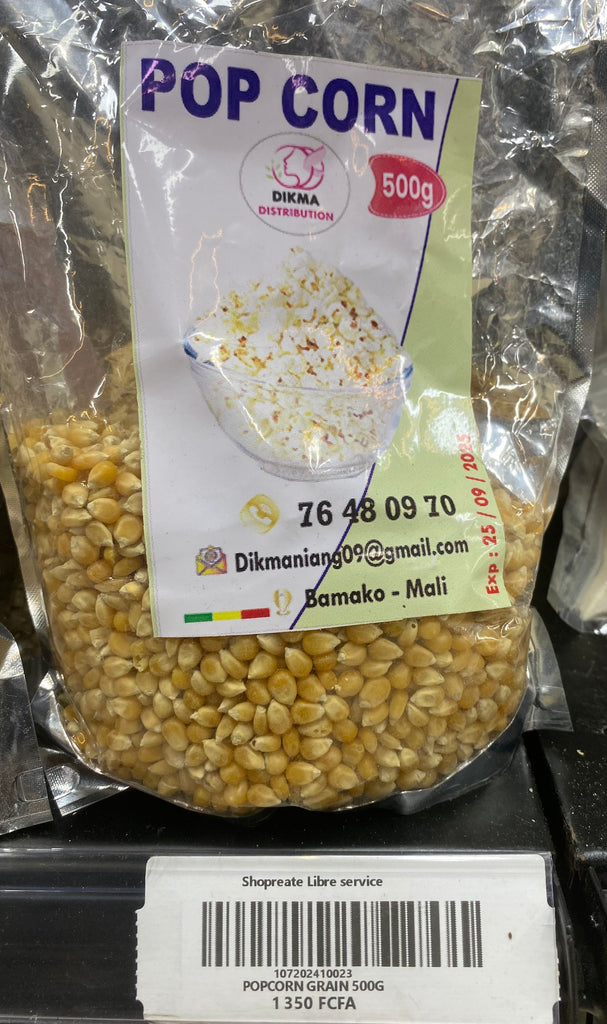 POP CORN
DIKMA
DISTRIBUTION
500g
76 48 09 70
Dikmaniang09@gmail.com
Bamako - Mali
Exp : 25 / 09 / 2025
Shopreate Libre service
107202410023
POPCORN GRAIN 500G
1 350 FCFA